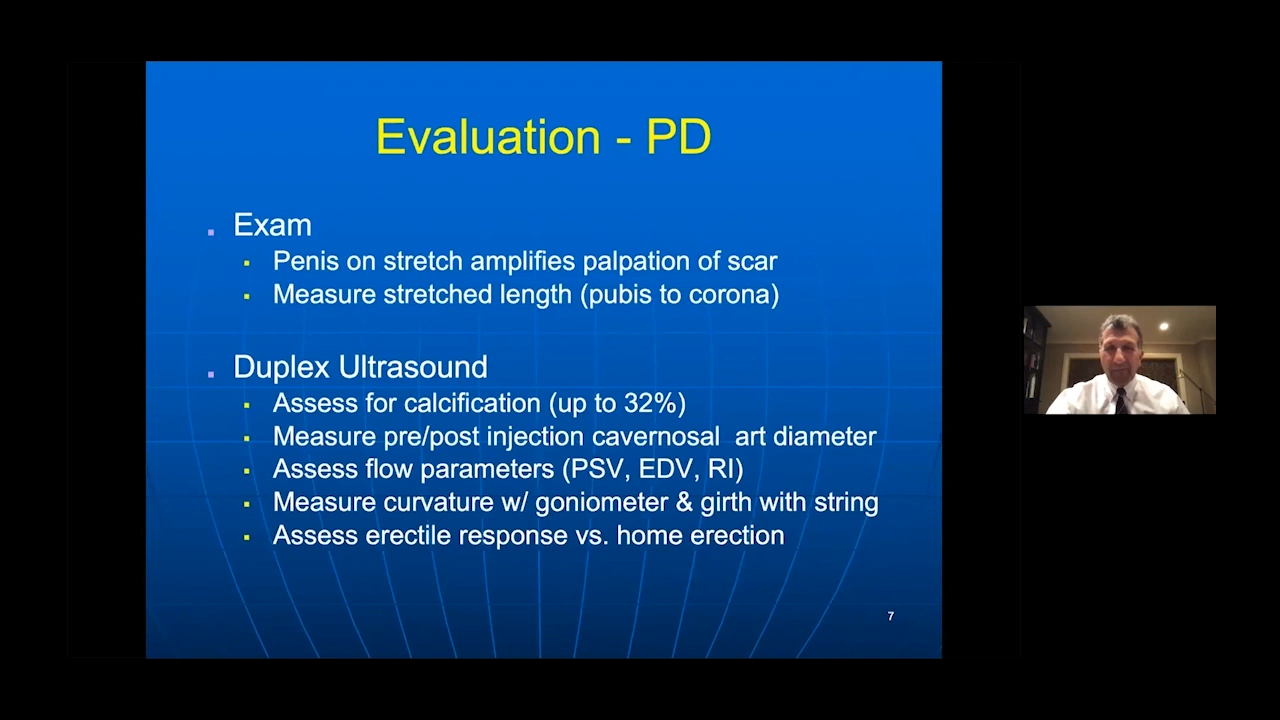 Evaluation - PD
Exam
Penis on stretch amplifies palpation of scar
Measure stretched length (pubis to corona)
Duplex Ultrasound
Assess for calcification (up to 32%)
Measure pre/post injection cavernosal art diameter
Assess flow parameters (PSV, EDV, RI)
Measure curvature w/ goniometer & girth with string
Assess erectile response vs. home erection
7